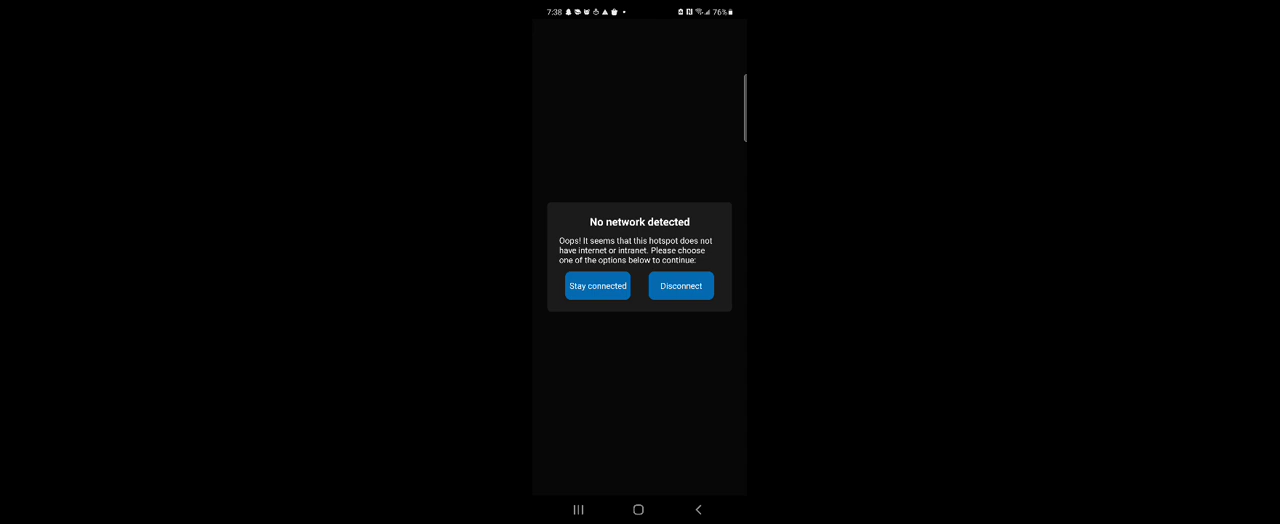 7:38 76%
No network detected
Oops! It seems that this hotspot does not
have internet or intranet. Please choose
one of the options below to continue:
Stay connected Disconnect